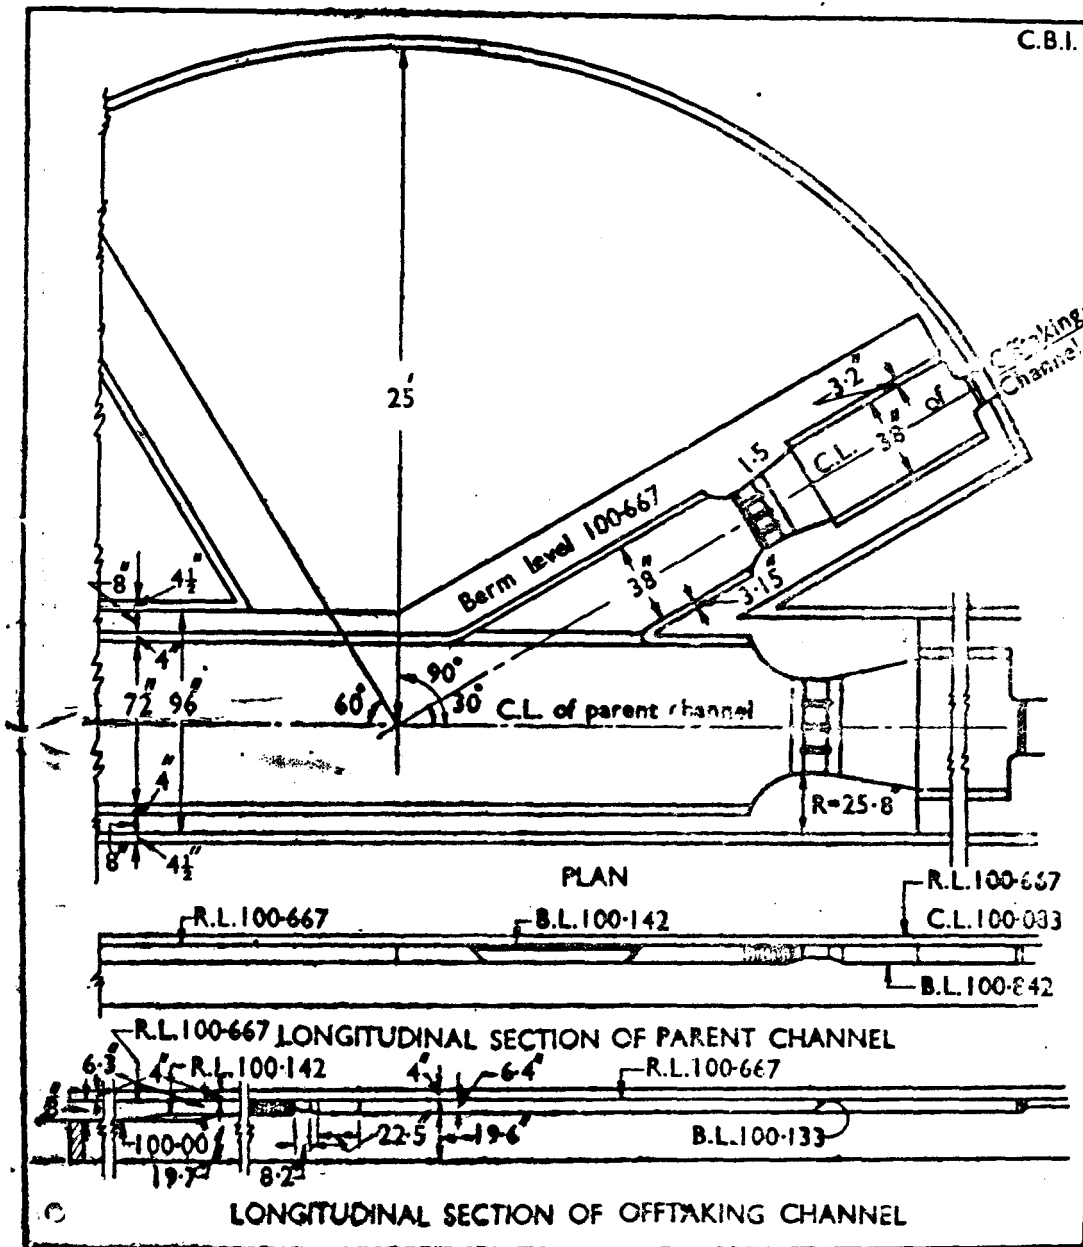 C.B.I.
25'
Offtaking
Channel
3·2"
C.L. of
38"
1.5
Berm level 100·667
38"
3·15"
8"
4½"
4"
72"
96"
60°
90°
30°
C.L. of parent channel
4"
8"
4½"
R=25·8"
PLAN
R.L.100·667
R.L.100·667
B.L.100·142
C.L.100·083
B.L.100·842
LONGITUDINAL SECTION OF PARENT CHANNEL
R.L.100·667
6·3"
4"
R.L.100·142
4"
6·4"
R.L.100·667
8"
100·00
22·5"
19·6"
B.L.100·133
19·7"
8·2"
LONGITUDINAL SECTION OF OFFTAKING CHANNEL